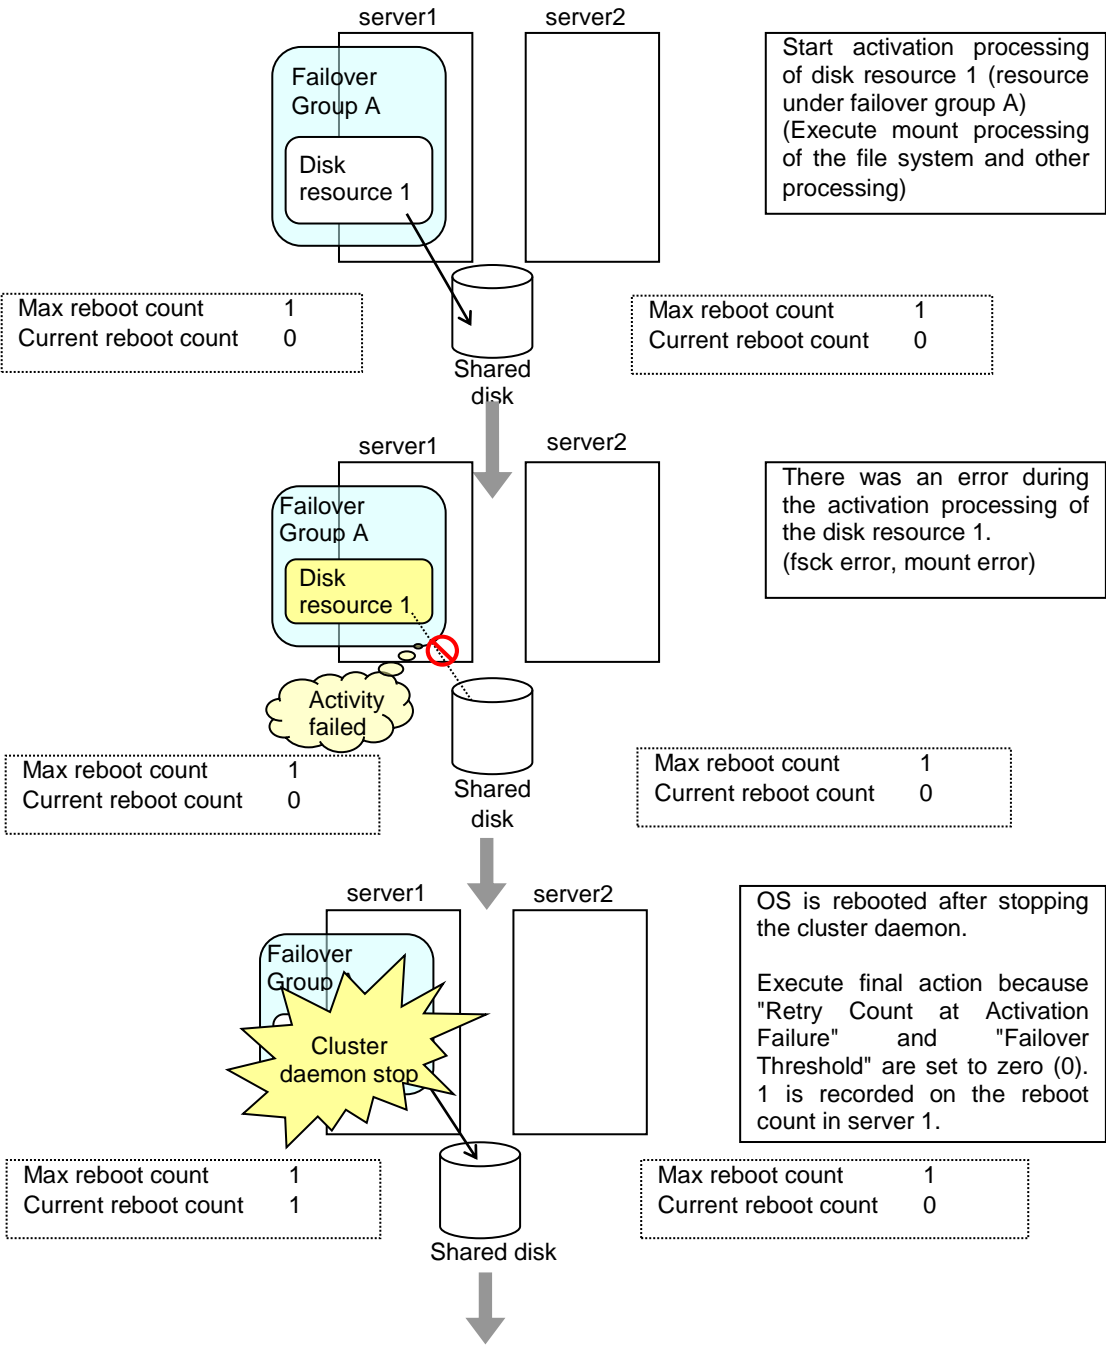 server1
server2
Failover
Group A
Disk
resource 1
Start activation processing
of disk resource 1 (resource
under failover group A)
(Execute mount processing
of the file system and other
processing)
Max reboot count 1
Current reboot count 0
Max reboot count 1
Current reboot count 0
Shared
disk
server1
server2
Failover
Group A
Disk
resource 1
Activity
failed
There was an error during
the activation processing of
the disk resource 1.
(fsck error, mount error)
Max reboot count 1
Current reboot count 0
Max reboot count 1
Current reboot count 0
Shared
disk
server1
server2
Failover
Group
Cluster
daemon stop
OS is rebooted after stopping
the cluster daemon.
Execute final action because
"Retry Count at Activation
Failure" and "Failover
Threshold" are set to zero (0).
1 is recorded on the reboot
count in server 1.
Max reboot count 1
Current reboot count 1
Max reboot count 1
Current reboot count 0
Shared disk